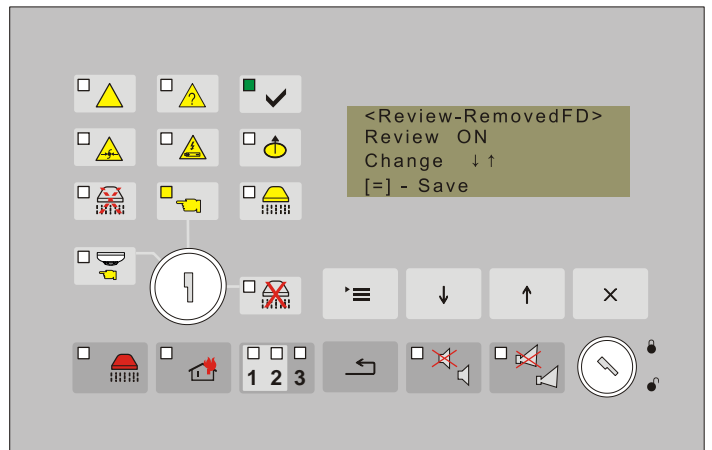 ?
<Review-RemovedFD>
Review ON
Change ↓↑
[=] - Save
1 2 3